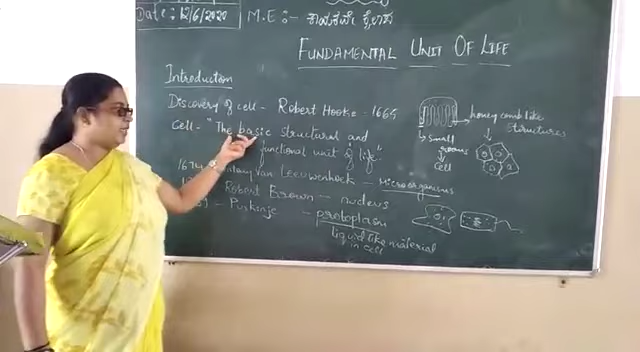 Date: 12/6/2020
M.E:- ಕಾಯಕವೇ ಕೈಲಾಸ
FUNDAMENTAL UNIT OF LIFE
Introduction
Discovery of cell - Robert Hooke - 1665
Cell - "The basic structural and
functional unit of life".
honey comb like
structures
small
rooms
Cell
1674 Antony Van Leeuwenhoek - microorganisms
Robert Brown - nucleus
Purkinje - protoplasm
liquid like material
in cell